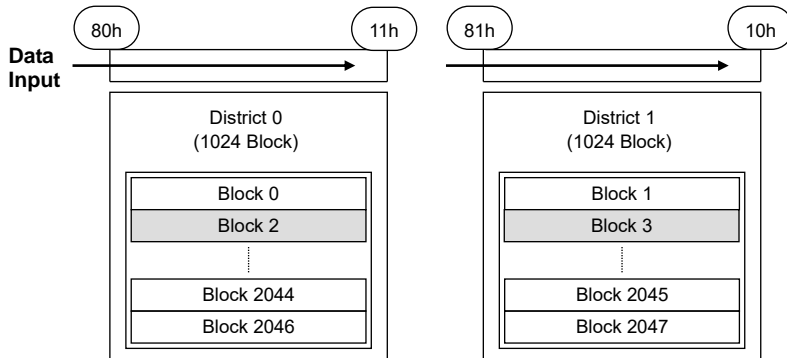 80h 11h 81h 10h
Data
Input
District 0
(1024 Block)
Block 0
Block 2
Block 2044
Block 2046
District 1
(1024 Block)
Block 1
Block 3
Block 2045
Block 2047